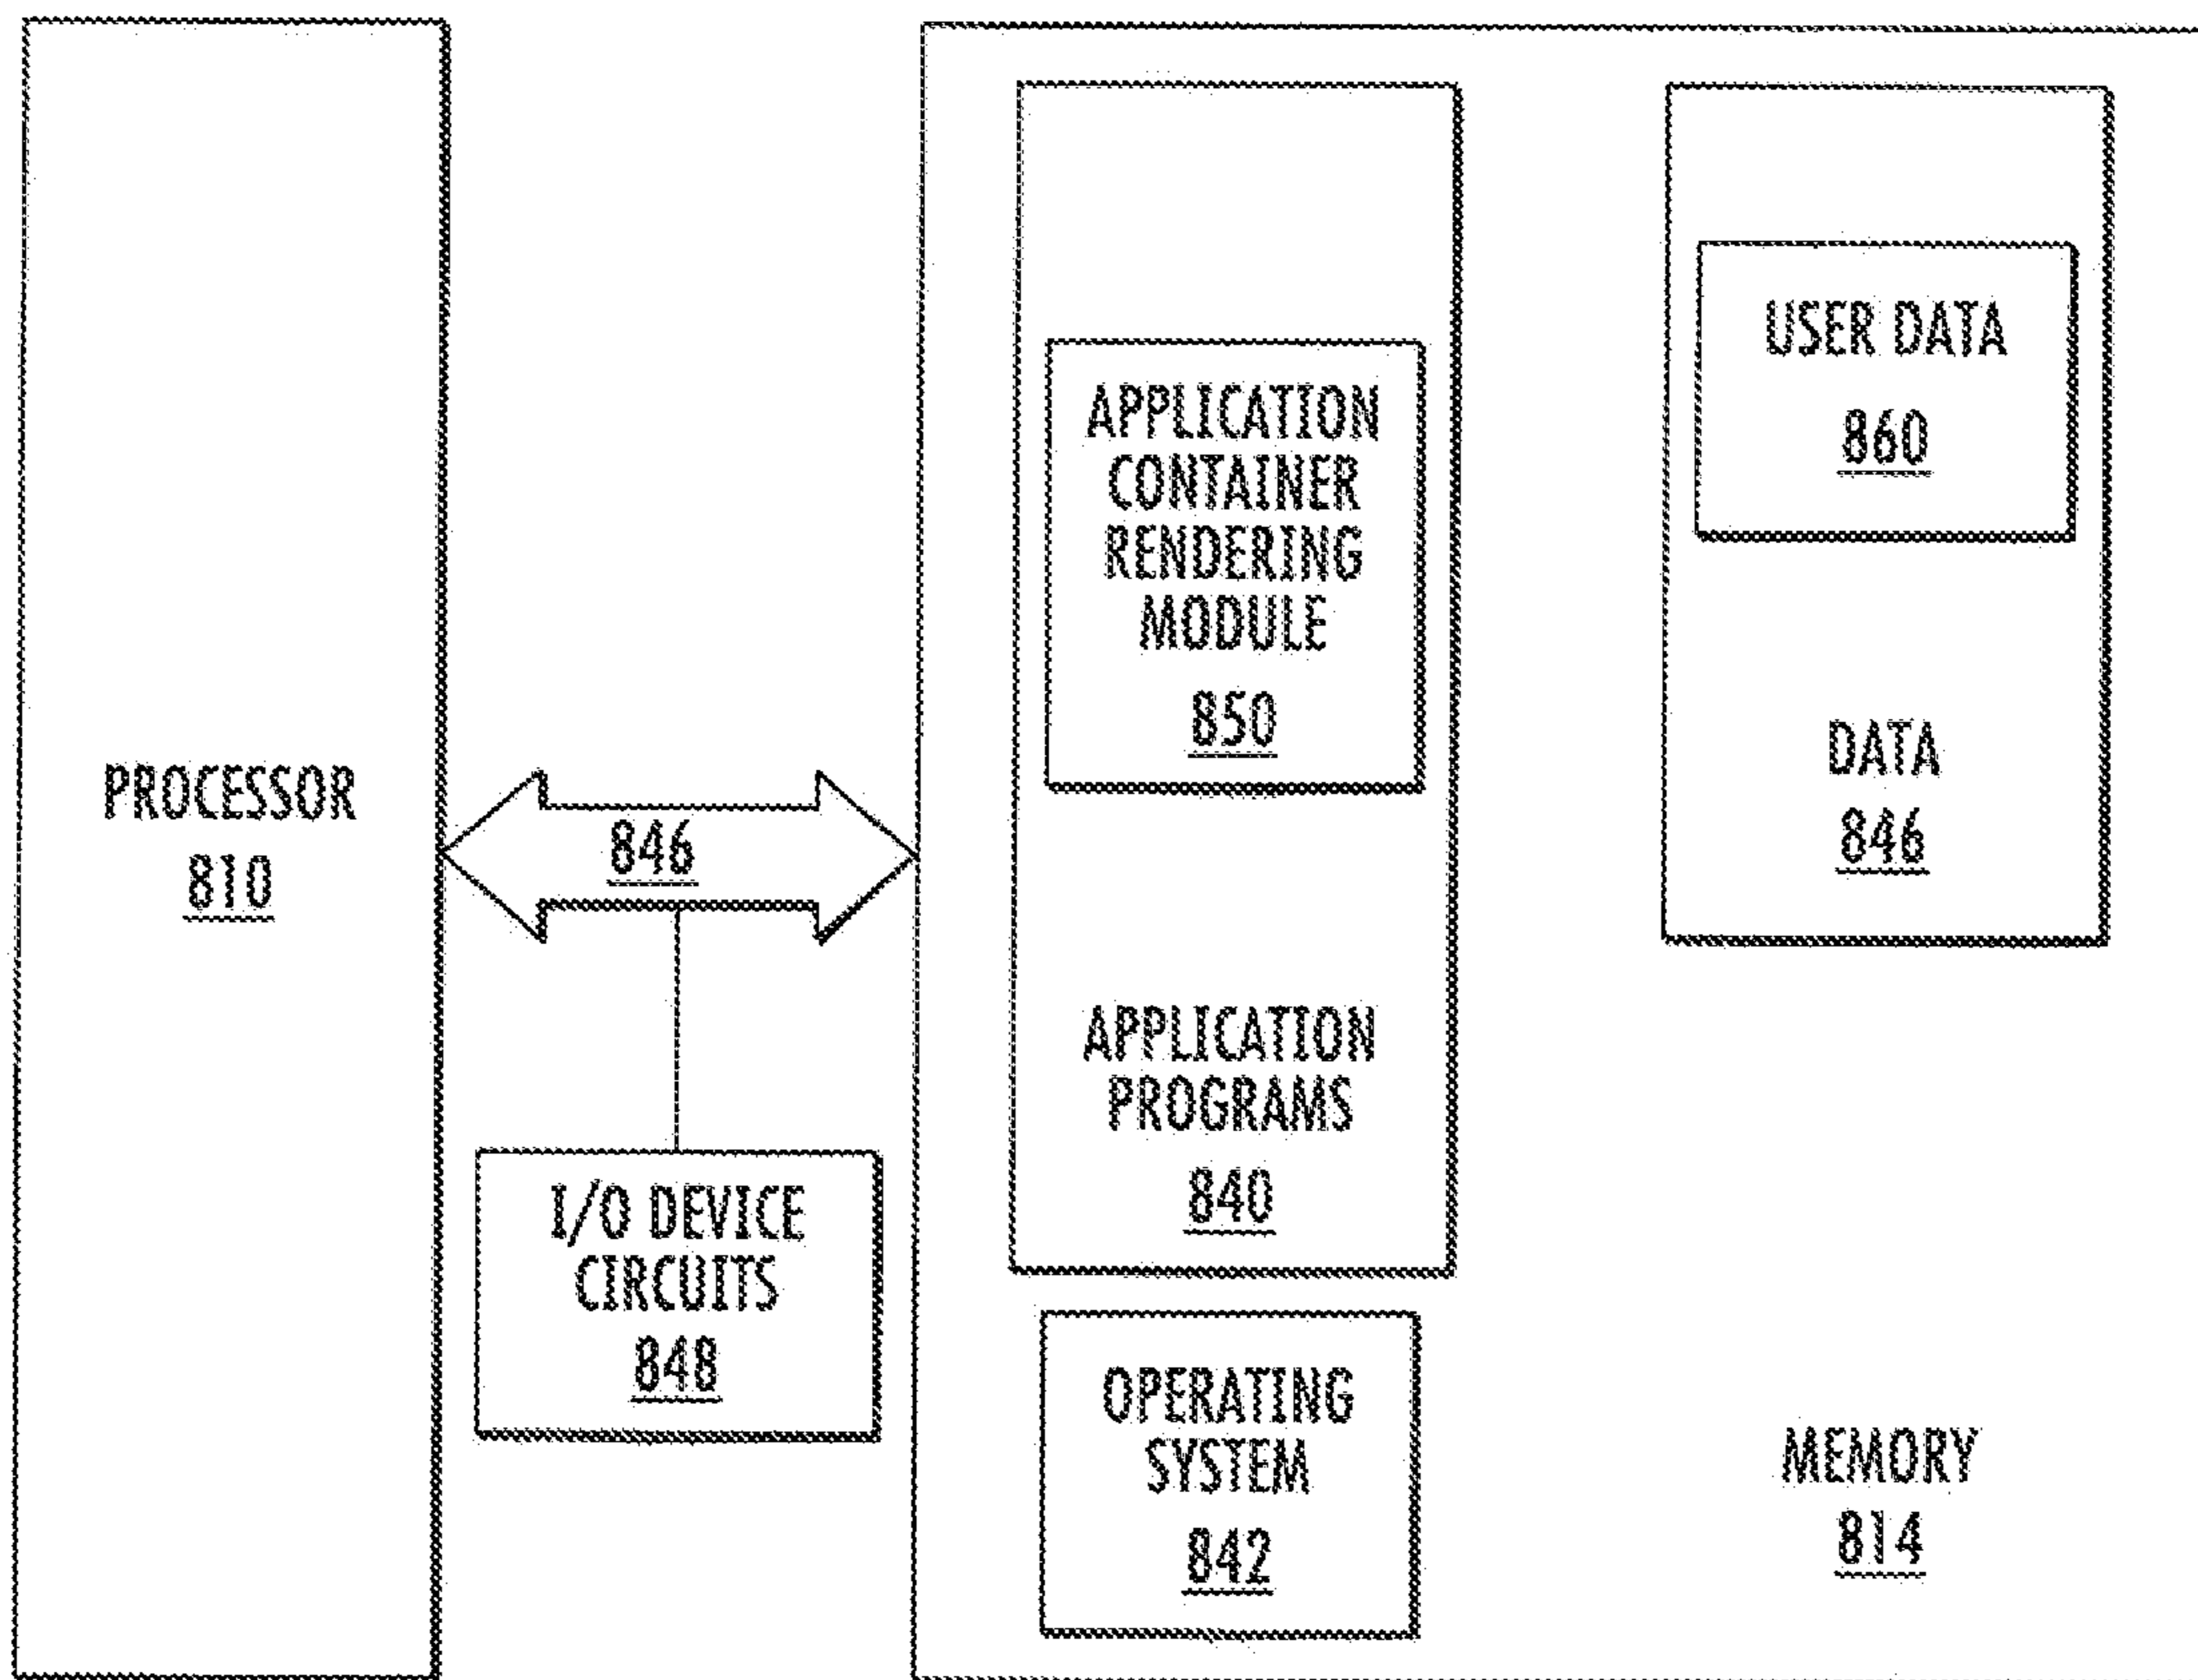 PROCESSOR
810
846
I/O DEVICE
CIRCUITS
848
APPLICATION
CONTAINER
RENDERING
MODULE
850
APPLICATION
PROGRAMS
840
OPERATING
SYSTEM
842
USER DATA
860
DATA
846
MEMORY
814